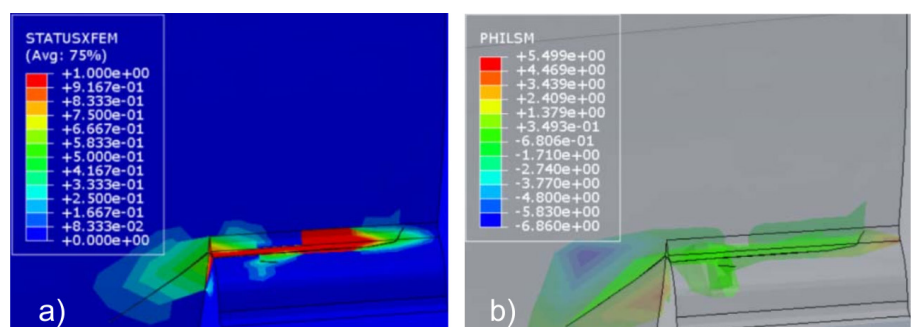 STATUSXFEM
(Avg: 75%)
+1.000e+00
+9.167e-01
+8.333e-01
+7.500e-01
+6.667e-01
+5.833e-01
+5.000e-01
+4.167e-01
+3.333e-01
+2.500e-01
+1.667e-01
+8.333e-02
+0.000e+00
a)
PHILSM
+5.499e+00
+4.469e+00
+3.439e+00
+2.409e+00
+1.379e+00
+3.493e-01
-6.806e-01
-1.710e+00
-2.740e+00
-3.770e+00
-4.800e+00
-5.830e+00
-6.860e+00
b)